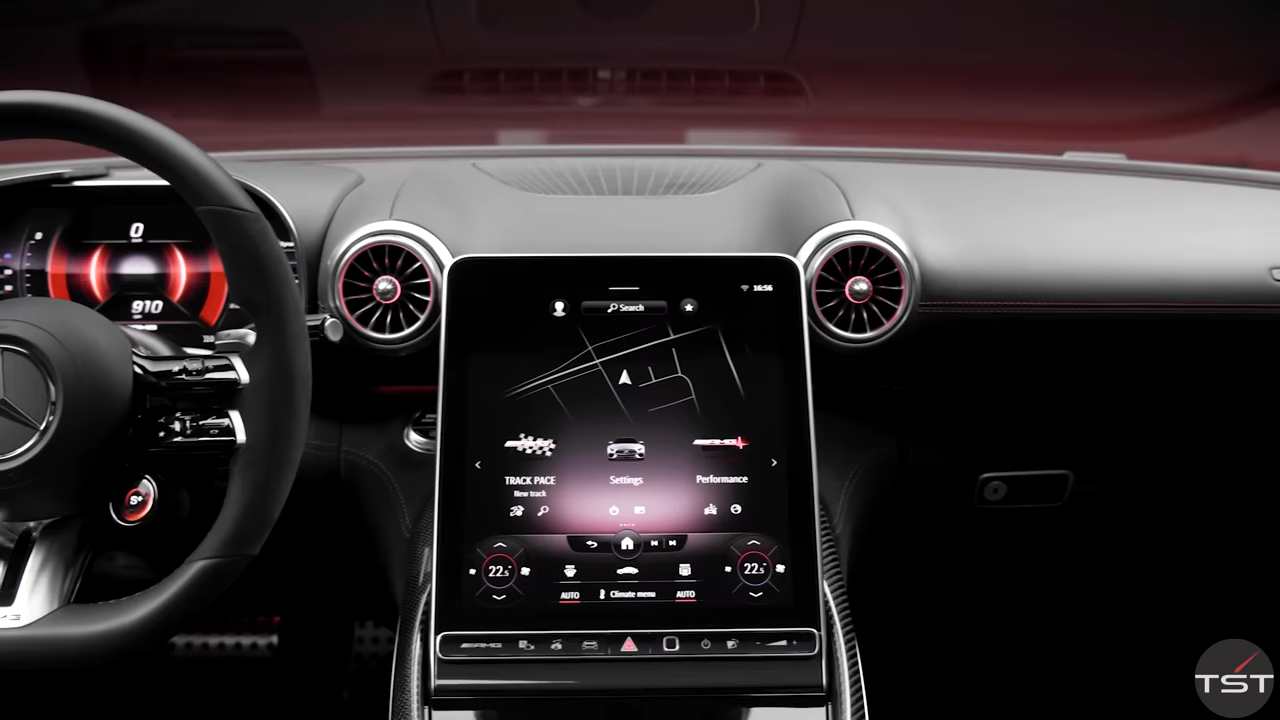 0
910
S+
16:56
Search
TRACK PACE
New track
Settings
AMG
Performance
22.5
22.5
AUTO
Climate menu
AUTO
AMG
TST